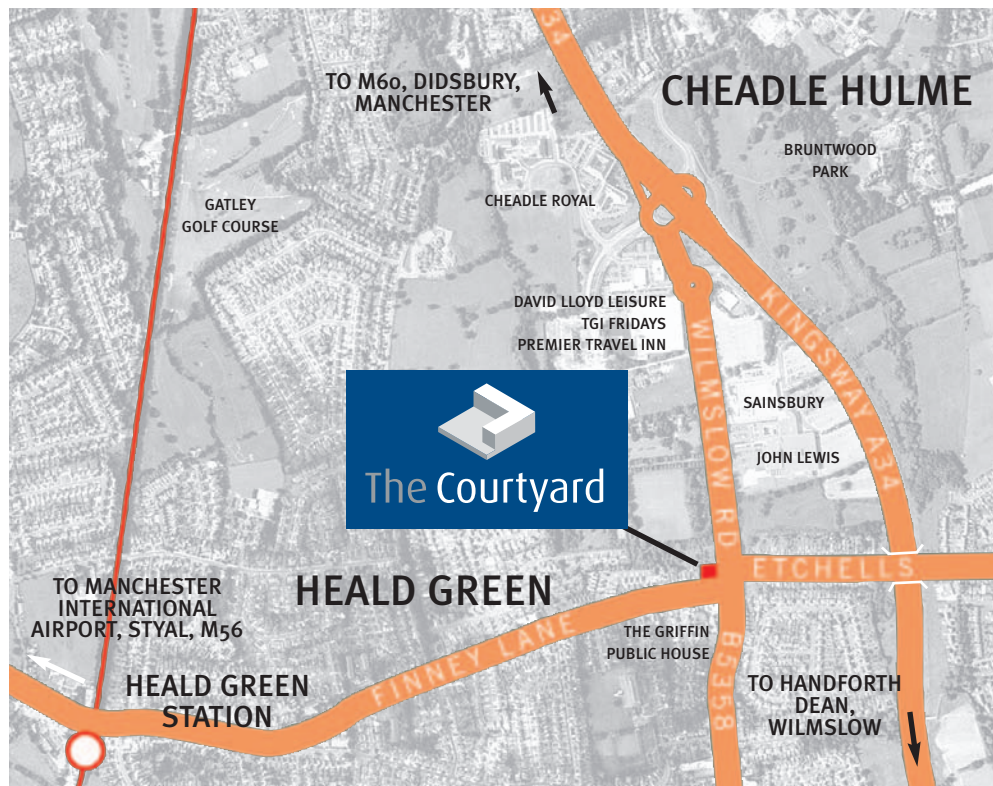 34
TO M60, DIDSBURY,
MANCHESTER
CHEADLE HULME
BRUNTWOOD
PARK
CHEADLE ROYAL
GATLEY
GOLF COURSE
DAVID LLOYD LEISURE
TGI FRIDAYS
PREMIER TRAVEL INN
WILMSLOW RD
KINGSWAY A34
SAINSBURY
JOHN LEWIS
The Courtyard
ETCHELLS
HEALD GREEN
TO MANCHESTER
INTERNATIONAL
AIRPORT, STYAL, M56
FINNEY LANE
THE GRIFFIN
PUBLIC HOUSE
B5358
HEALD GREEN
STATION
TO HANDFORTH
DEAN,
WILMSLOW